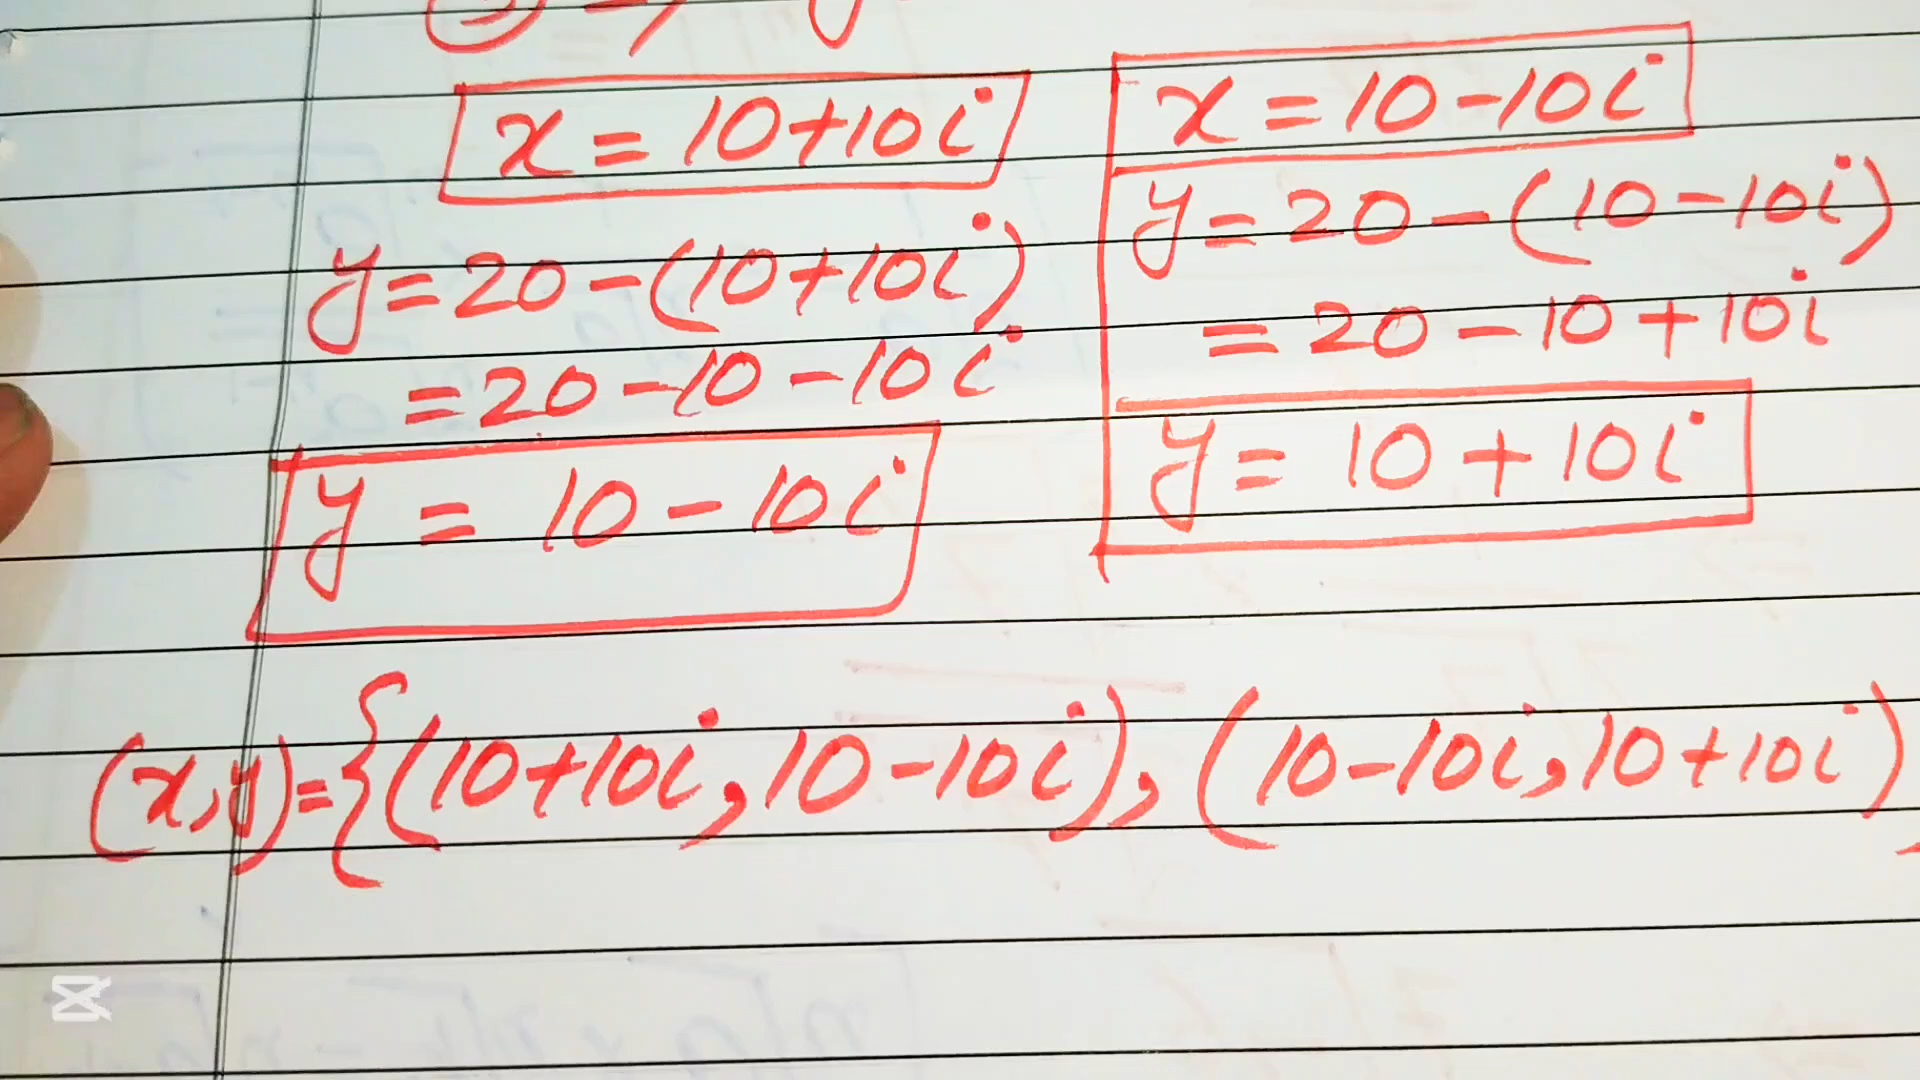 x = 10+10i
y = 20-(10+10i)
= 20-10-10i
y = 10-10i
x = 10-10i
y = 20-(10-10i)
= 20-10+10i
y = 10+10i
(x,y)={(10+10i,10-10i),(10-10i,10+10i)